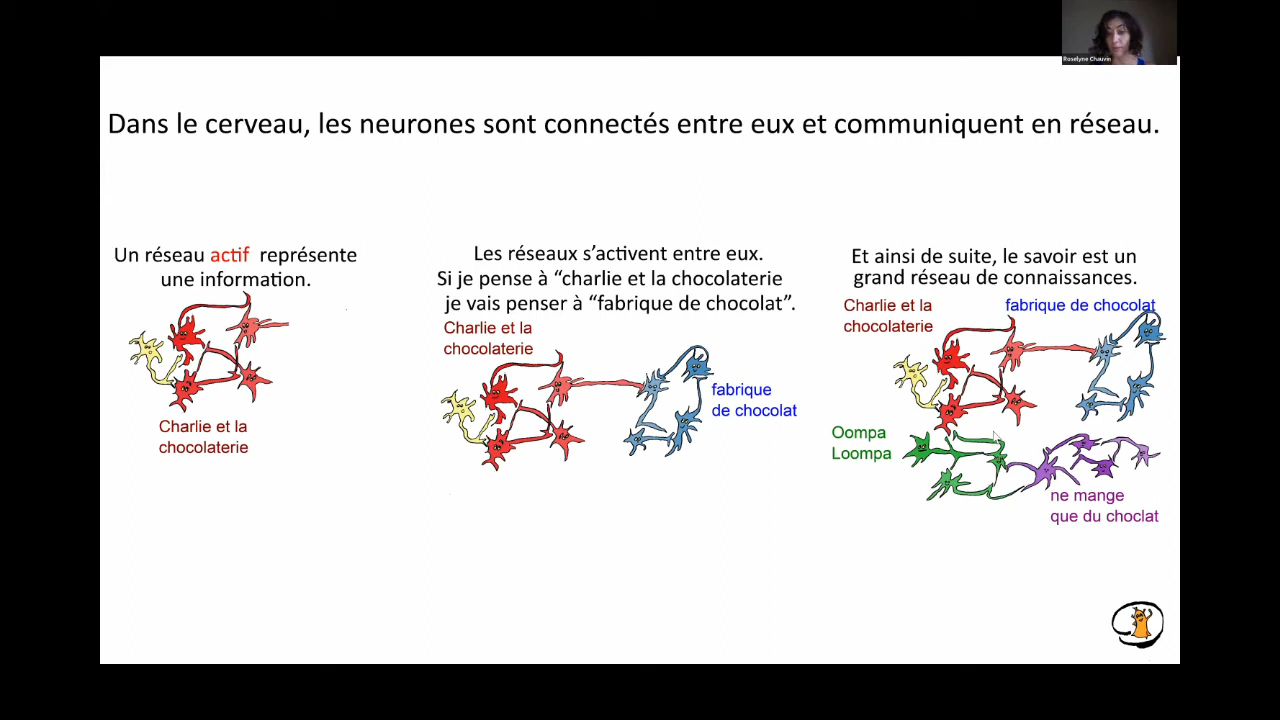 Roselyne Chauvin
Dans le cerveau, les neurones sont connectés entre eux et communiquent en réseau.
Un réseau actif représente
une information.
Charlie et la
chocolaterie
Les réseaux s’activent entre eux.
Si je pense à “charlie et la chocolaterie
je vais penser à “fabrique de chocolat”.
Charlie et la
chocolaterie
fabrique
de chocolat
Et ainsi de suite, le savoir est un
grand réseau de connaissances.
Charlie et la
chocolaterie
fabrique de chocolat
Oompa
Loompa
ne mange
que du choclat